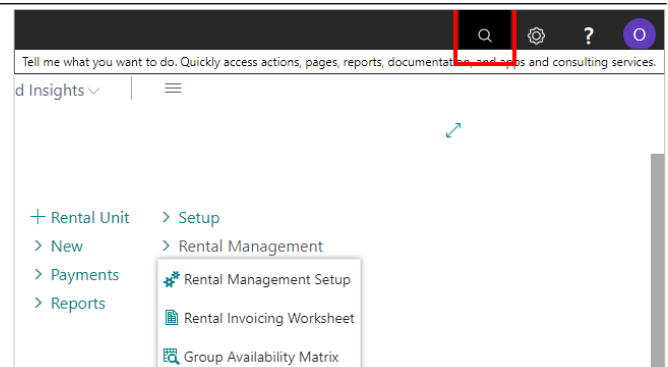 ?
O
Tell me what you want to do. Quickly access actions, pages, reports, documentation, and apps and consulting services.
d Insights
+ Rental Unit
> Setup
> New
> Rental Management
> Payments
> Reports
Rental Management Setup
Rental Invoicing Worksheet
Group Availability Matrix